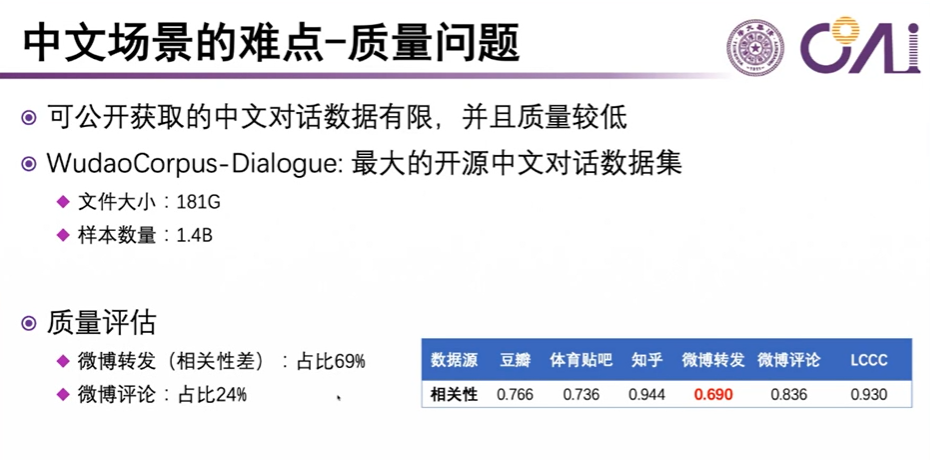 中文场景的难点-质量问题
COAi
可公开获取的中文对话数据有限，并且质量较低
WudaoCorpus-Dialogue: 最大的开源中文对话数据集
文件大小：181G
样本数量：1.4B
质量评估
微博转发（相关性差）：占比69%
微博评论：占比24%
数据源 豆瓣 体育贴吧 知乎 微博转发 微博评论 LCCC
相关性 0.766 0.736 0.944 0.690 0.836 0.930